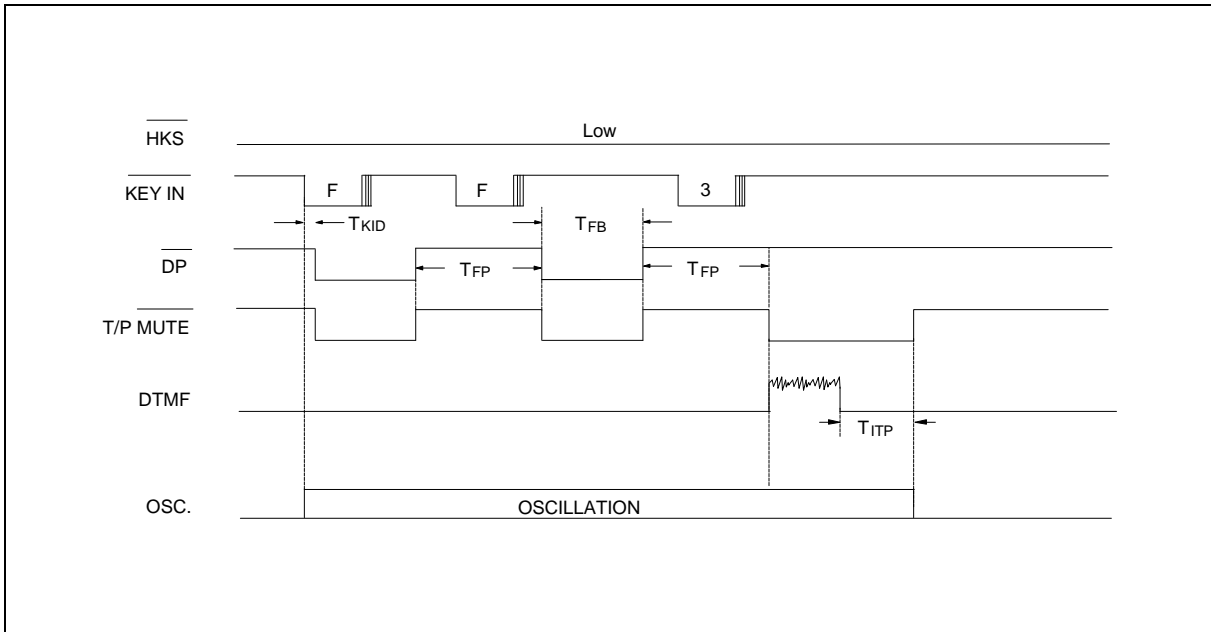 HKS
Low
KEY IN
F
F
3
TKID
TFB
DP
TFP
TFP
T/P MUTE
DTMF
TITP
OSC.
OSCILLATION